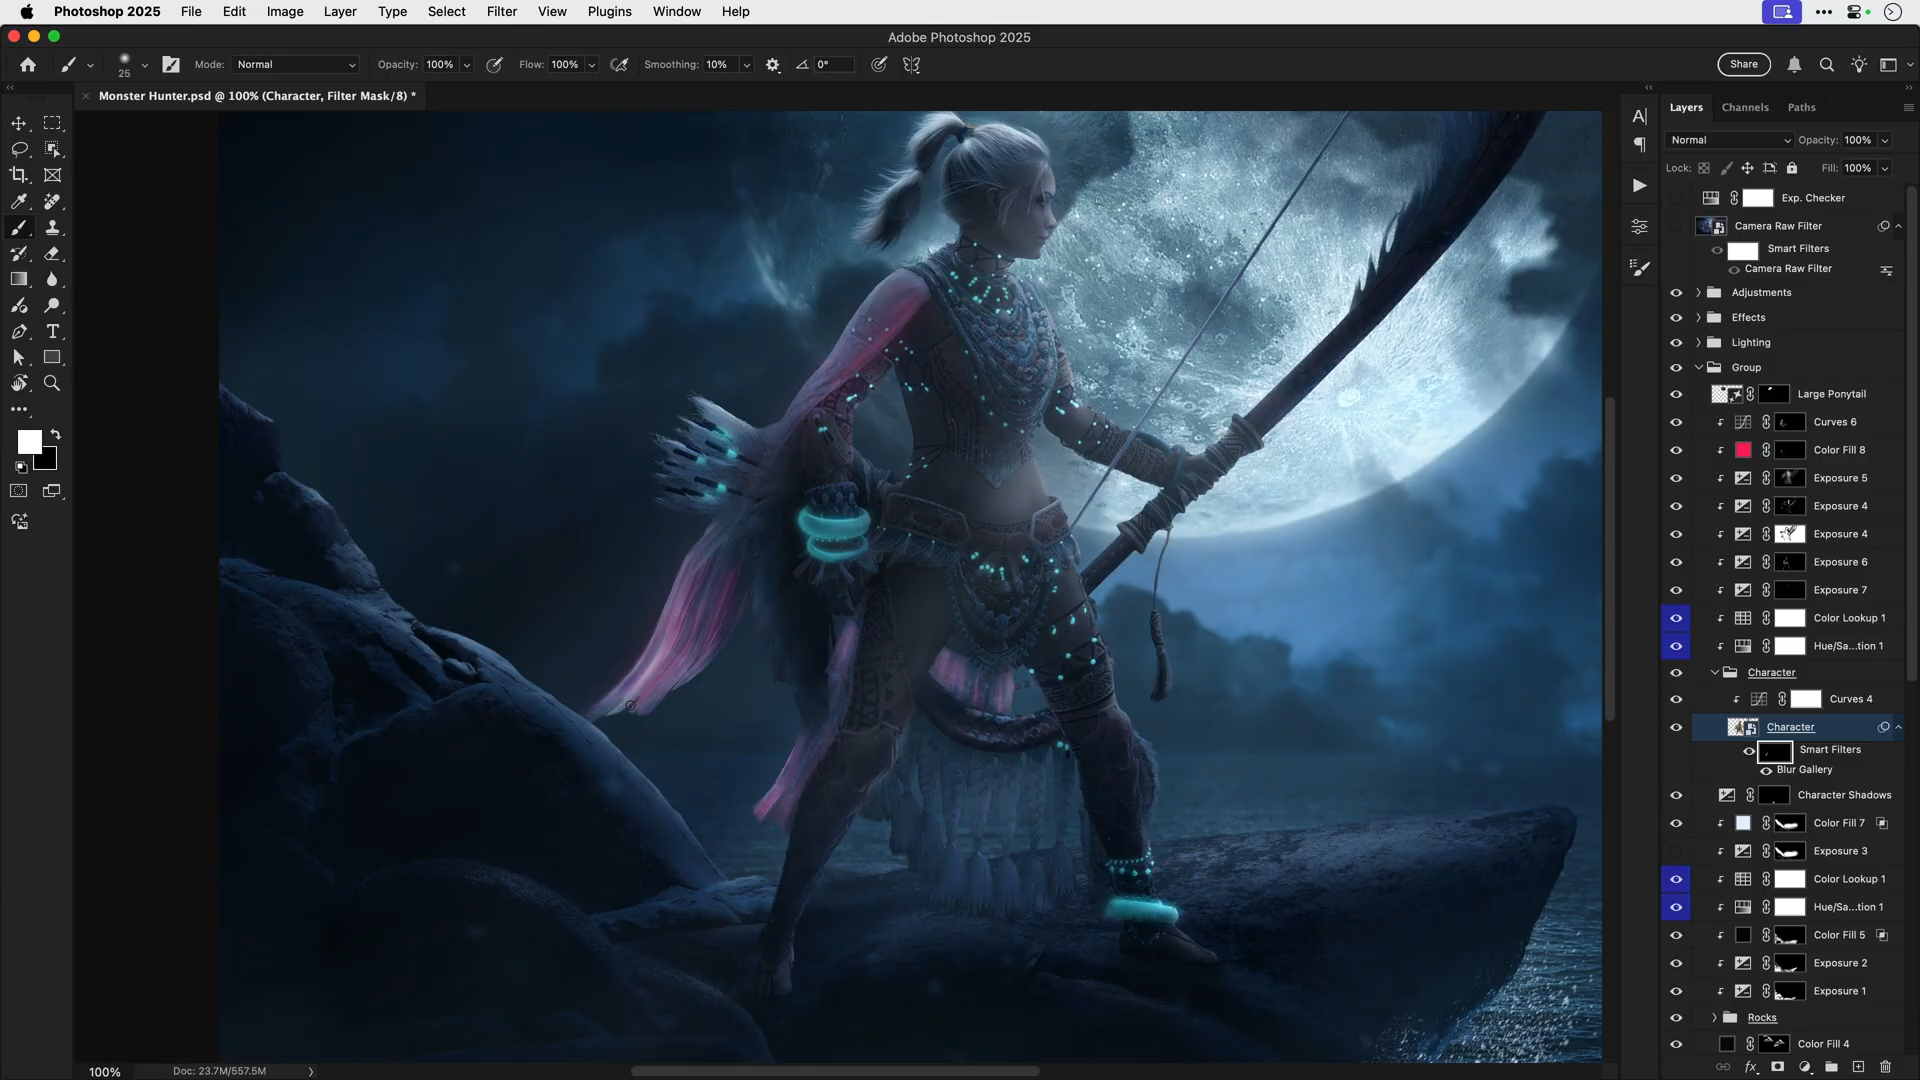 Photoshop 2025 File Edit Image Layer Type Select Filter View Plugins Window Help
Adobe Photoshop 2025
25 Mode: Normal Opacity: 100% Flow: 100% Smoothing: 10% 0° Share
Monster Hunter.psd @ 100% (Character, Filter Mask/8) *
Layers Channels Paths
Normal Opacity: 100%
Lock: Fill: 100%
Exp. Checker
Camera Raw Filter
Smart Filters
Camera Raw Filter
Adjustments
Effects
Lighting
Group
Large Ponytail
Curves 6
Color Fill 8
Exposure 5
Exposure 4
Exposure 4
Exposure 6
Exposure 7
Color Lookup 1
Hue/Sa...tion 1
Character
Curves 4
Character
Smart Filters
Blur Gallery
Character Shadows
Color Fill 7
Exposure 3
Color Lookup 1
Hue/Sa...tion 1
Color Fill 5
Exposure 2
Exposure 1
Rocks
Color Fill 4
100% Doc: 23.7M/557.5M